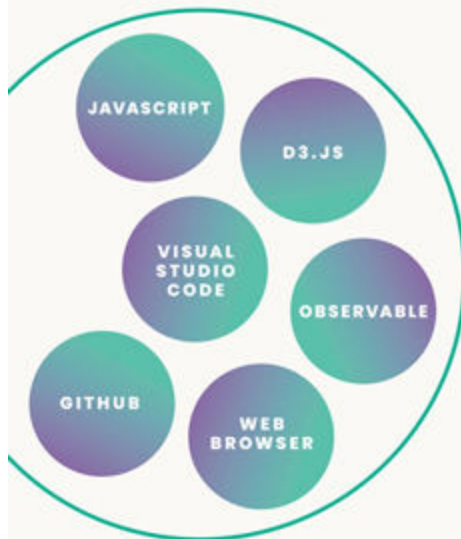 JAVASCRIPT
D3.JS
VISUAL
STUDIO
CODE
OBSERVABLE
GITHUB
WEB
BROWSER